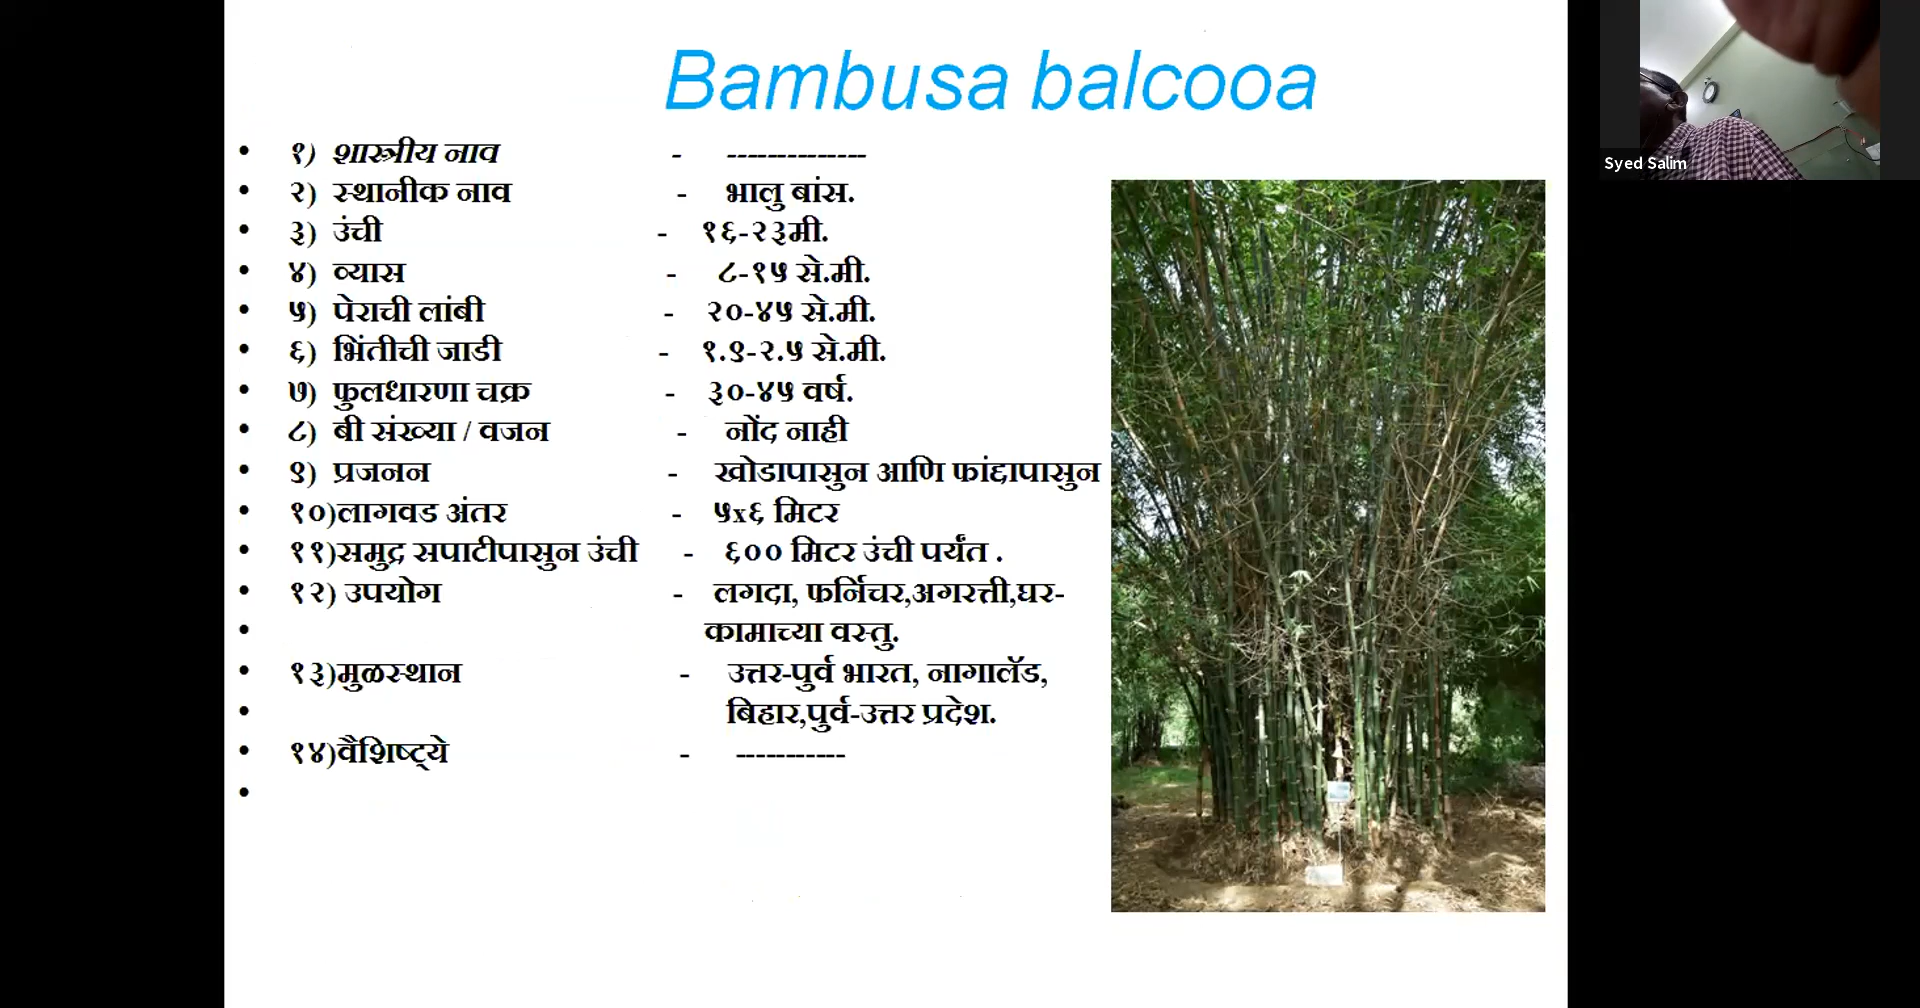 Bambusa balcooa
• १) शास्त्रीय नाव - --------------
• २) स्थानीक नाव - भालु बांस.
• ३) उंची - १६-२३मी.
• ४) व्यास - ८-१५ से.मी.
• ५) पेराची लांबी - २०-४५ से.मी.
• ६) भिंतीची जाडी - १.९-२.५ से.मी.
• ७) फुलधारणा चक्र - ३०-४५ वर्ष.
• ८) बी संख्या / वजन - नोंद नाही
• ९) प्रजनन - खोडापासुन आणि फांद्यापासुन
• १०)लागवड अंतर - ५x६ मिटर
• ११)समुद्र सपाटीपासुन उंची - ६०० मिटर उंची पर्यंत .
• १२) उपयोग - लगदा, फर्निचर,अगरत्ती,घर-
• कामाच्या वस्तु.
• १३)मुळस्थान - उत्तर-पुर्व भारत, नागालॅड,
• बिहार,पुर्व-उत्तर प्रदेश.
• १४)वैशिष्ट्ये - -----------
•
Syed Salim